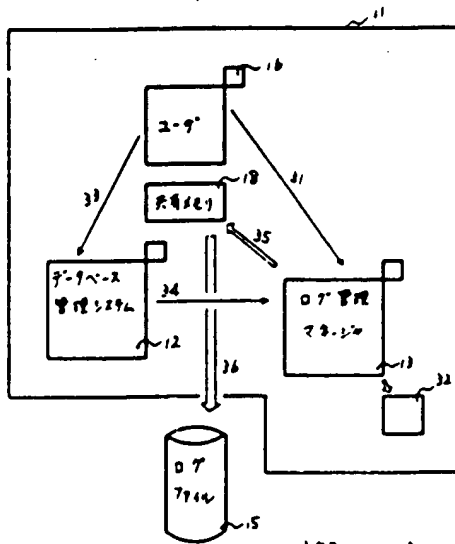 11
16
ユーザ
33
31
18
共有メモリ
35
データベース
管理システム
34
ログ管理
マネージャ
12
13
36
32
ログ
ファイル
15